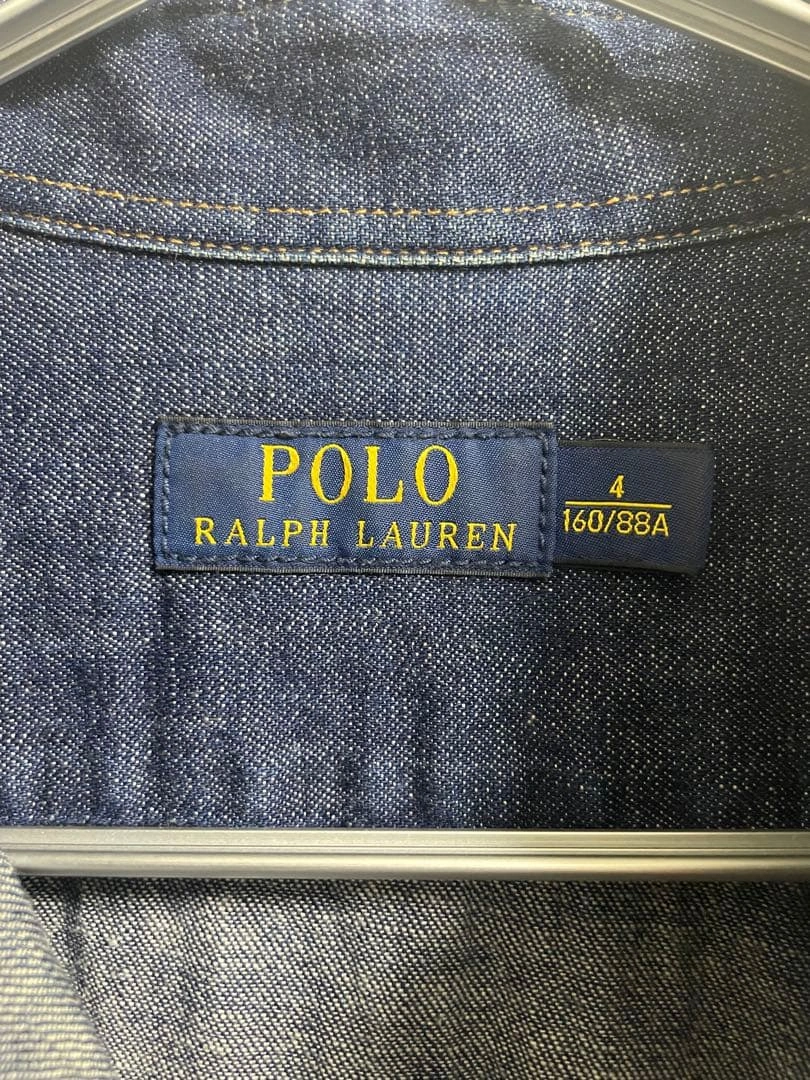 POLO
RALPH LAUREN
4
160/88A